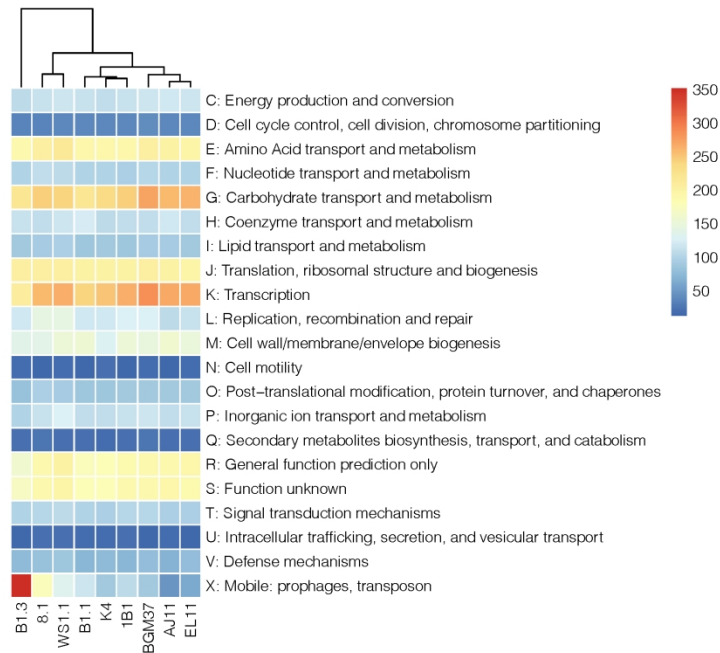 C: Energy production and conversion
D: Cell cycle control, cell division, chromosome partitioning
E: Amino Acid transport and metabolism
F: Nucleotide transport and metabolism
G: Carbohydrate transport and metabolism
H: Coenzyme transport and metabolism
I: Lipid transport and metabolism
J: Translation, ribosomal structure and biogenesis
K: Transcription
L: Replication, recombination and repair
M: Cell wall/membrane/envelope biogenesis
N: Cell motility
O: Post−translational modification, protein turnover, and chaperones
P: Inorganic ion transport and metabolism
Q: Secondary metabolites biosynthesis, transport, and catabolism
R: General function prediction only
S: Function unknown
T: Signal transduction mechanisms
U: Intracellular trafficking, secretion, and vesicular transport
V: Defense mechanisms
X: Mobile: prophages, transposon
B1.3
8.1
WS1.1
B1.1
K4
1B1
BGM37
AJ11
EL11
350
300
250
200
150
100
50